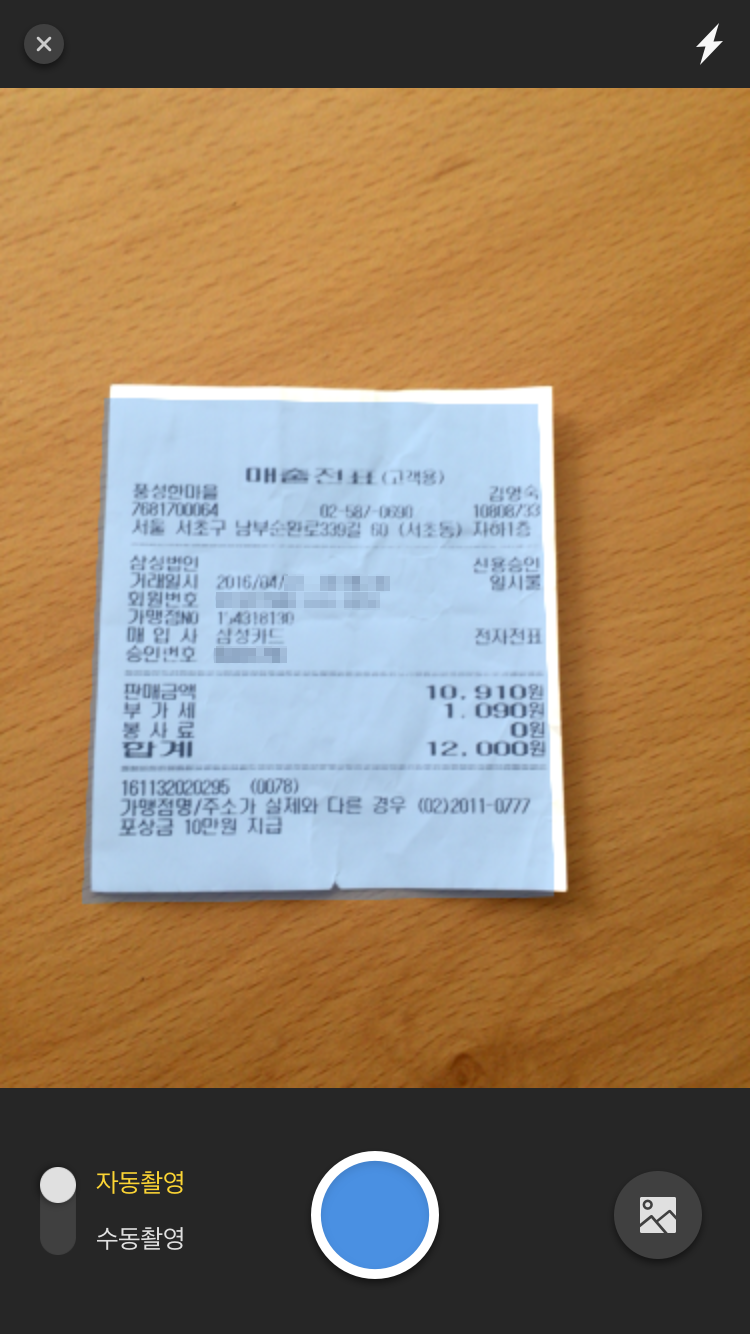 매출전표(고객용)
풍성한마을 김영숙
7681700064 02-587-0690 10808733
서울 서초구 남부순환로339길 60 (서초동) 지하1층
삼성법인 신용승인
거래일시 2016/04/ 일시불
회원번호
가맹점NO
매 입 사 삼성카드 전자전표
승인번호
판매금액 10,910원
부 가 세 1,090원
봉 사 료 0원
합계 12,000원
161132020295 (0078)
가맹점명/주소가 실제와 다른 경우 (02)2011-0777
포상금 10만원 지급
자동촬영
수동촬영